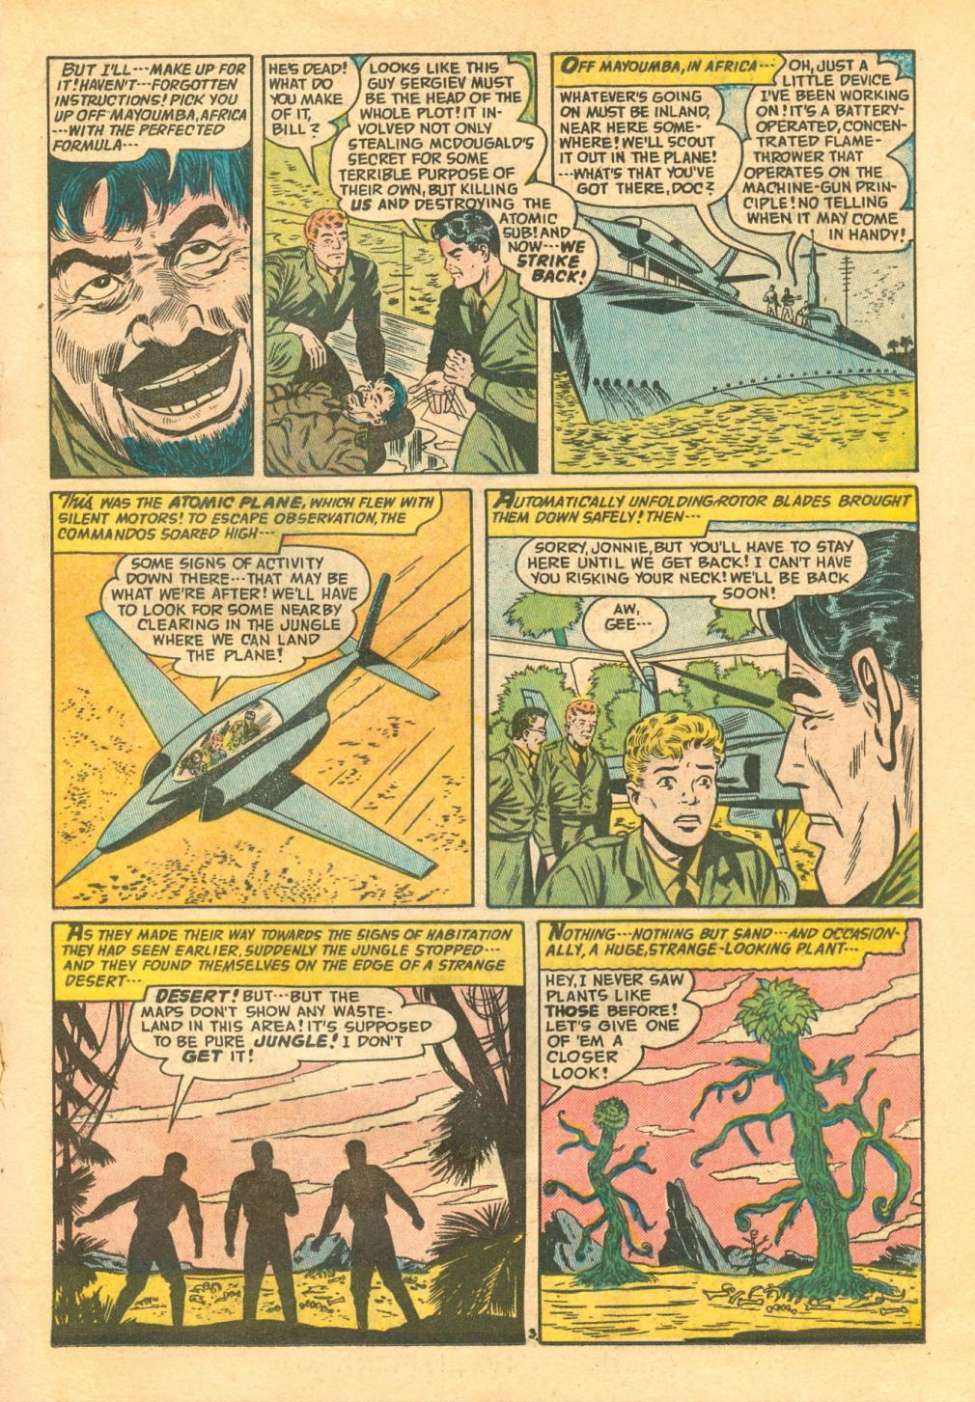 BUT I'LL---MAKE UP FOR
IT! HAVEN'T---FORGOTTEN
INSTRUCTIONS! PICK YOU
UP OFF MAYOUMBA, AFRICA
---WITH THE PERFECTED
FORMULA---
HE'S DEAD!
WHAT DO
YOU MAKE
OF IT,
BILL?
LOOKS LIKE THIS
GUY SERGIEV MUST
BE THE HEAD OF THE
WHOLE PLOT! IT IN-
VOLVED NOT ONLY
STEALING MCDOUGALD'S
SECRET FOR SOME
TERRIBLE PURPOSE OF
THEIR OWN, BUT KILLING
US AND DESTROYING THE
ATOMIC
SUB! AND
NOW---WE
STRIKE
BACK!
OFF MAYOUMBA, IN AFRICA---
WHATEVER'S GOING
ON MUST BE INLAND,
NEAR HERE SOME-
WHERE! WE'LL SCOUT
IT OUT IN THE PLANE!
---WHAT'S THAT YOU'VE
GOT THERE, DOC?
OH, JUST A
LITTLE DEVICE
I'VE BEEN WORKING
ON! IT'S A BATTERY-
OPERATED, CONCEN-
TRATED FLAME-
THROWER THAT
OPERATES ON THE
MACHINE-GUN PRIN-
CIPLE! NO TELLING
WHEN IT MAY COME
IN HANDY!
THIS WAS THE ATOMIC PLANE, WHICH FLEW WITH
SILENT MOTORS! TO ESCAPE OBSERVATION, THE
COMMANDOS SOARED HIGH---
SOME SIGNS OF ACTIVITY
DOWN THERE---THAT MAY BE
WHAT WE'RE AFTER! WE'LL HAVE
TO LOOK FOR SOME NEARBY
CLEARING IN THE JUNGLE
WHERE WE CAN LAND
THE PLANE!
AUTOMATICALLY UNFOLDING ROTOR BLADES BROUGHT
THEM DOWN SAFELY! THEN---
SORRY, JONNIE, BUT YOU'LL HAVE TO STAY
HERE UNTIL WE GET BACK! I CAN'T HAVE
YOU RISKING YOUR NECK! WE'LL BE BACK
SOON!
AW,
GEE---
AS THEY MADE THEIR WAY TOWARDS THE SIGNS OF HABITATION
THEY HAD SEEN EARLIER, SUDDENLY THE JUNGLE STOPPED---
AND THEY FOUND THEMSELVES ON THE EDGE OF A STRANGE
DESERT---
DESERT! BUT---BUT THE
MAPS DON'T SHOW ANY WASTE-
LAND IN THIS AREA! IT'S SUPPOSED
TO BE PURE JUNGLE! I DON'T
GET IT!
3
NOTHING---NOTHING BUT SAND---AND OCCASION-
ALLY, A HUGE, STRANGE-LOOKING PLANT---
HEY, I NEVER SAW
PLANTS LIKE
THOSE BEFORE!
LET'S GIVE ONE
OF 'EM A
CLOSER
LOOK!